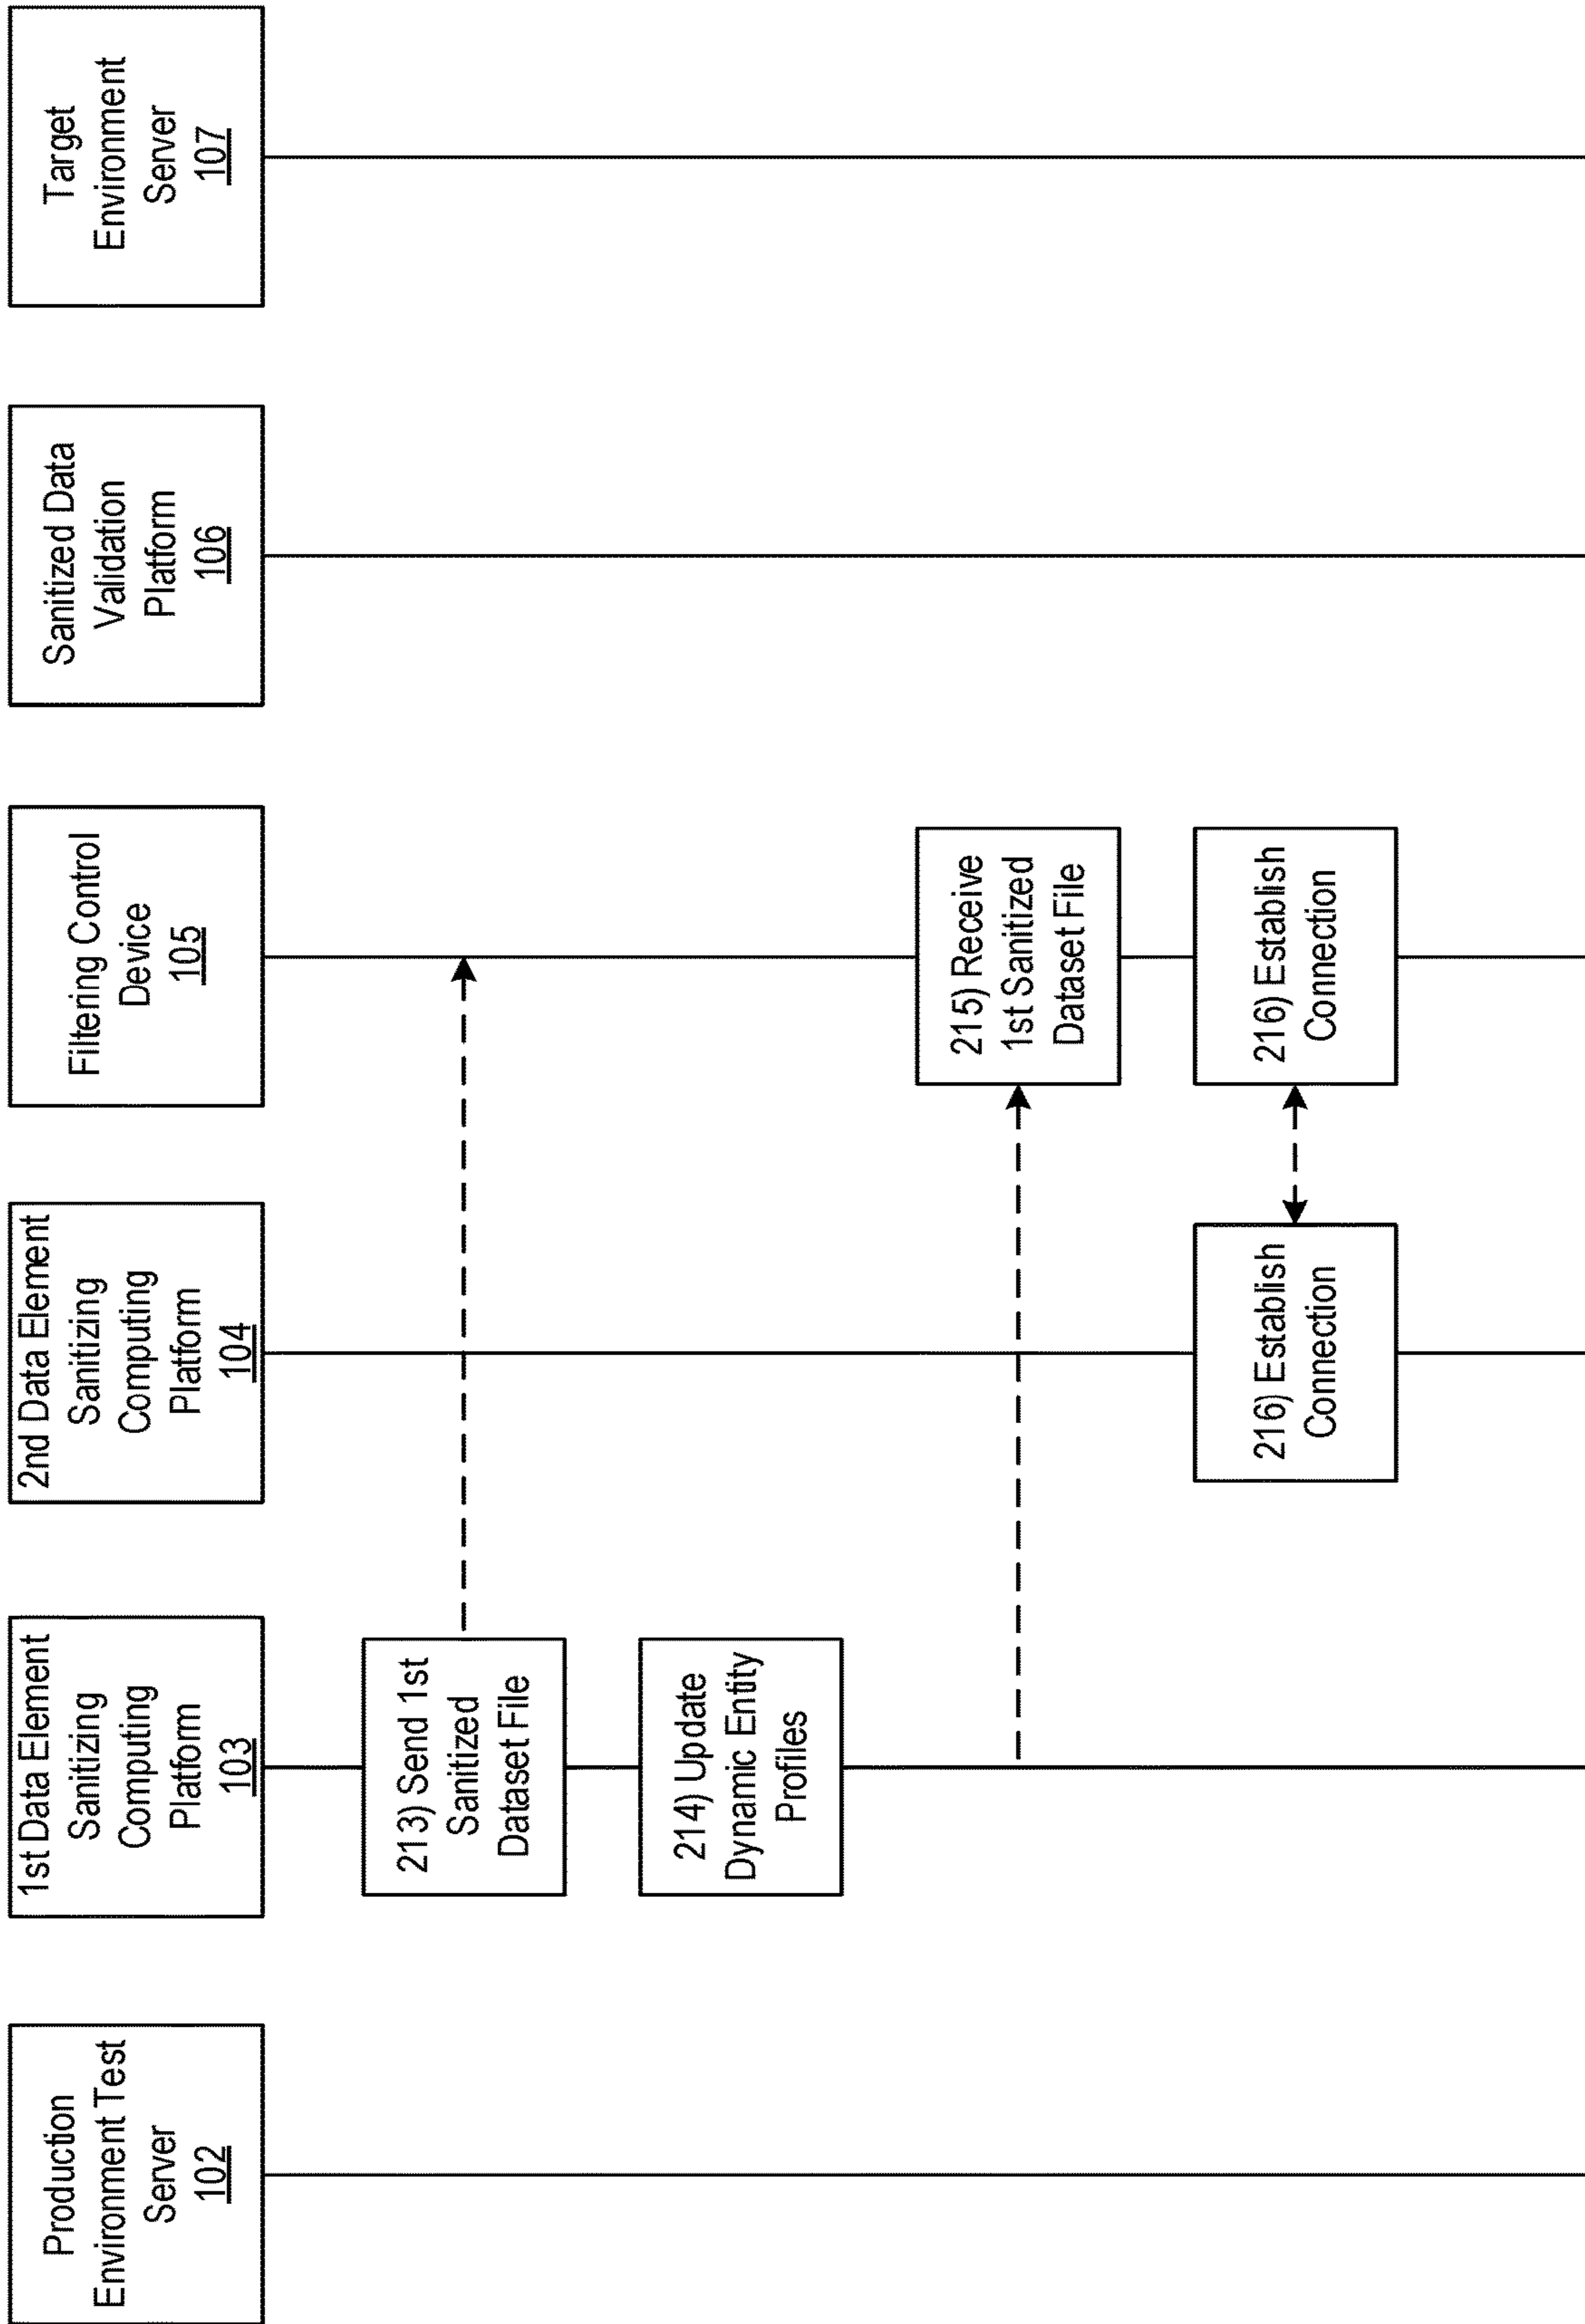 Production
Environment Test
Server
102
1st Data Element
Sanitizing
Computing
Platform
103
2nd Data Element
Sanitizing
Computing
Platform
104
Filtering Control
Device
105
Sanitized Data
Validation
Platform
106
Target
Environment
Server
107
213) Send 1st
Sanitized
Dataset File
214) Update
Dynamic Entity
Profiles
215) Receive
1st Sanitized
Dataset File
216) Establish
Connection
216) Establish
Connection